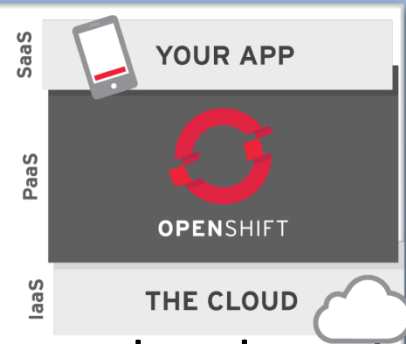 SaaS
YOUR APP
PaaS
OPENSHIFT
IaaS
THE CLOUD